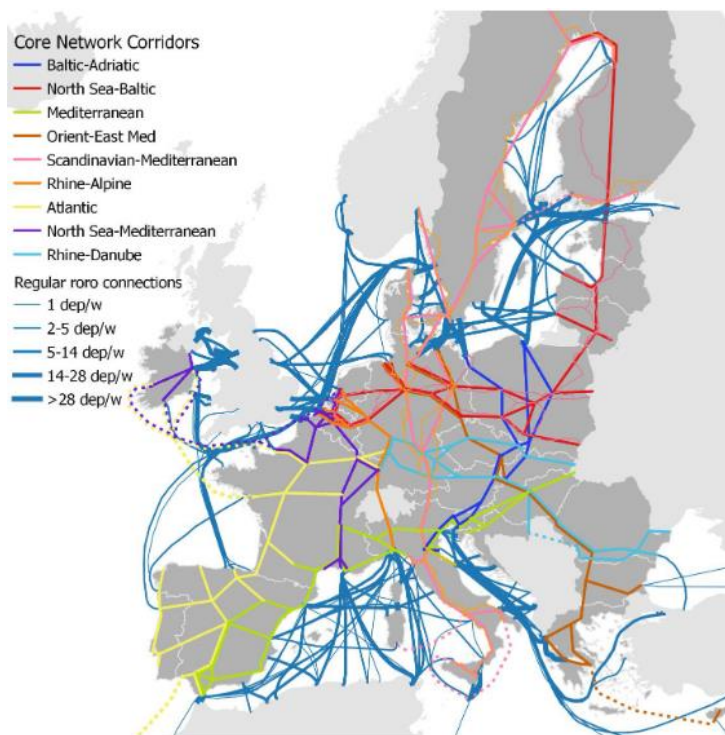 Core Network Corridors
Baltic-Adriatic
North Sea-Baltic
Mediterranean
Orient-East Med
Scandinavian-Mediterranean
Rhine-Alpine
Atlantic
North Sea-Mediterranean
Rhine-Danube
Regular roro connections
1 dep/w
2-5 dep/w
5-14 dep/w
14-28 dep/w
>28 dep/w